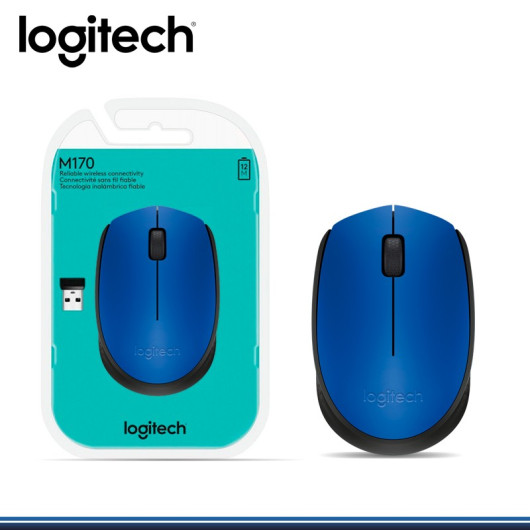 logitech
M170
Reliable wireless connectivity
Connectivité sans fil fiable
Tecnología inalámbrica fiable
12
M
logitech
logitech
logitech